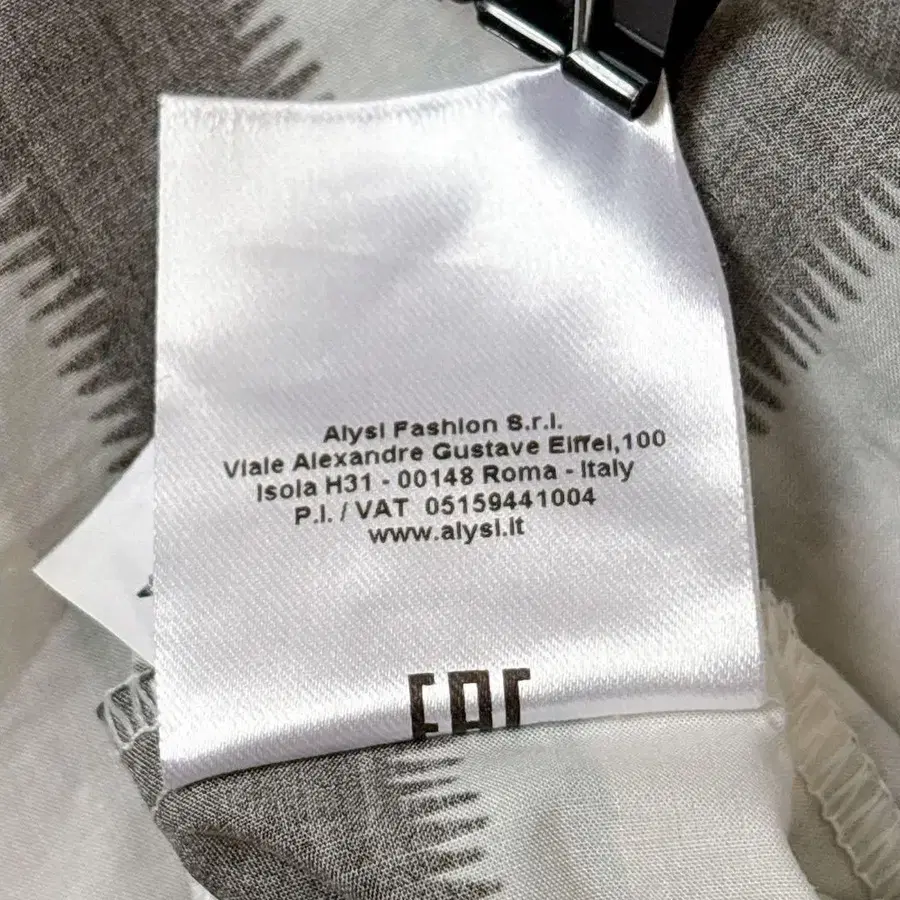 Alysi Fashion S.r.l.
Viale Alexandre Gustave Eiffel,100
Isola H31 - 00148 Roma - Italy
P.I. / VAT 05159441004
www.alysi.it
EAC